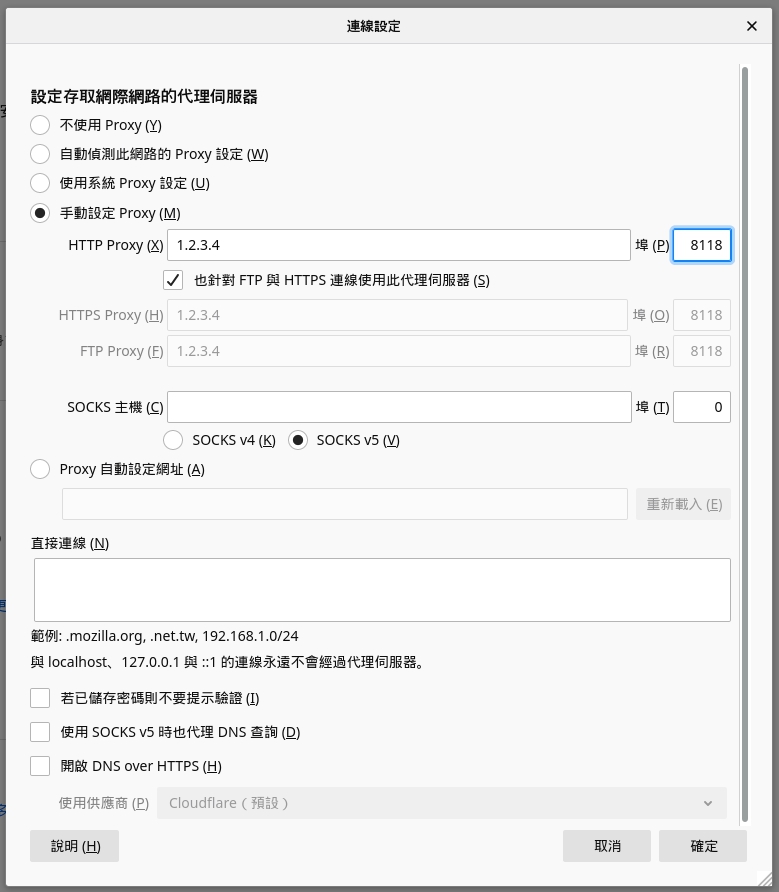 連線設定
設定存取網際網路的代理伺服器
不使用 Proxy (Y)
自動偵測此網路的 Proxy 設定 (W)
使用系統 Proxy 設定 (U)
手動設定 Proxy (M)
HTTP Proxy (X) 1.2.3.4 埠 (P) 8118
也針對 FTP 與 HTTPS 連線使用此代理伺服器 (S)
HTTPS Proxy (H) 1.2.3.4 埠 (O) 8118
FTP Proxy (F) 1.2.3.4 埠 (R) 8118
SOCKS 主機 (C) 埠 (T) 0
SOCKS v4 (K) SOCKS v5 (V)
Proxy 自動設定網址 (A)
重新載入 (E)
直接連線 (N)
範例: .mozilla.org, .net.tw, 192.168.1.0/24
與 localhost、127.0.0.1 與 ::1 的連線永遠不會經過代理伺服器。
若已儲存密碼則不要提示驗證 (I)
使用 SOCKS v5 時也代理 DNS 查詢 (D)
開啟 DNS over HTTPS (H)
使用供應商 (P) Cloudflare（預設）
說明 (H) 取消 確定